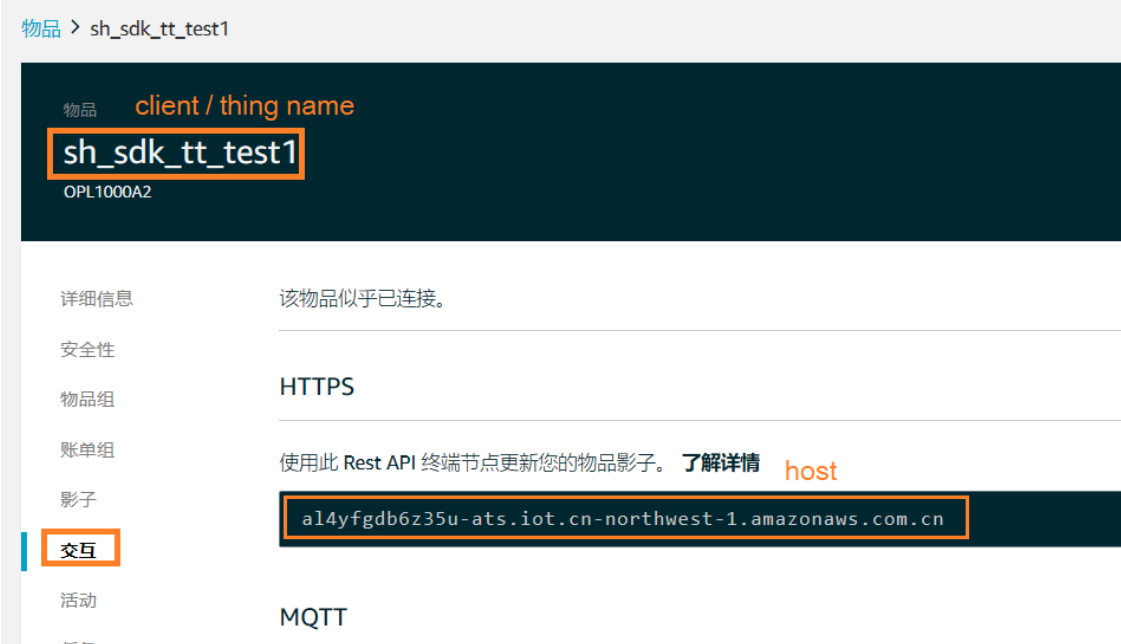 物品 > sh_sdk_tt_test1
物品 client / thing name
sh_sdk_tt_test1
OPL1000A2
详细信息
该物品似乎已连接。
安全性
HTTPS
物品组
账单组
使用此 Rest API 终端节点更新您的物品影子。 了解详情 host
影子
al4yfgdb6z35u-ats.iot.cn-northwest-1.amazonaws.com.cn
交互
活动
MQTT